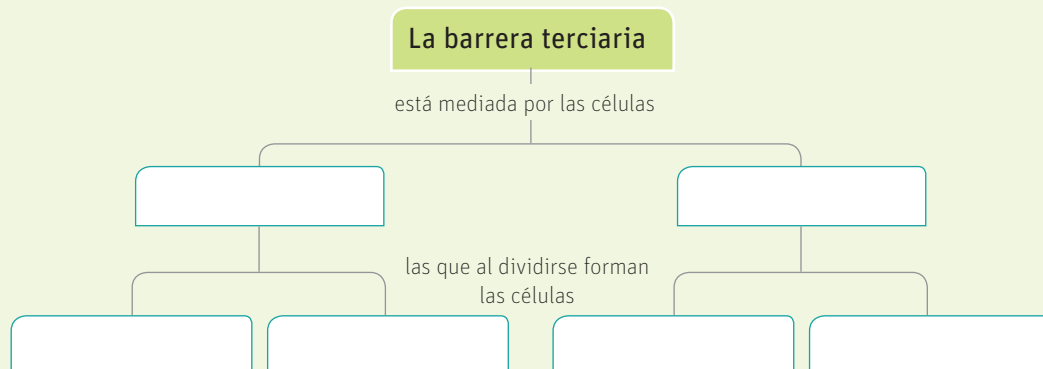 La barrera terciaria
está mediada por las células
las que al dividirse forman
las células